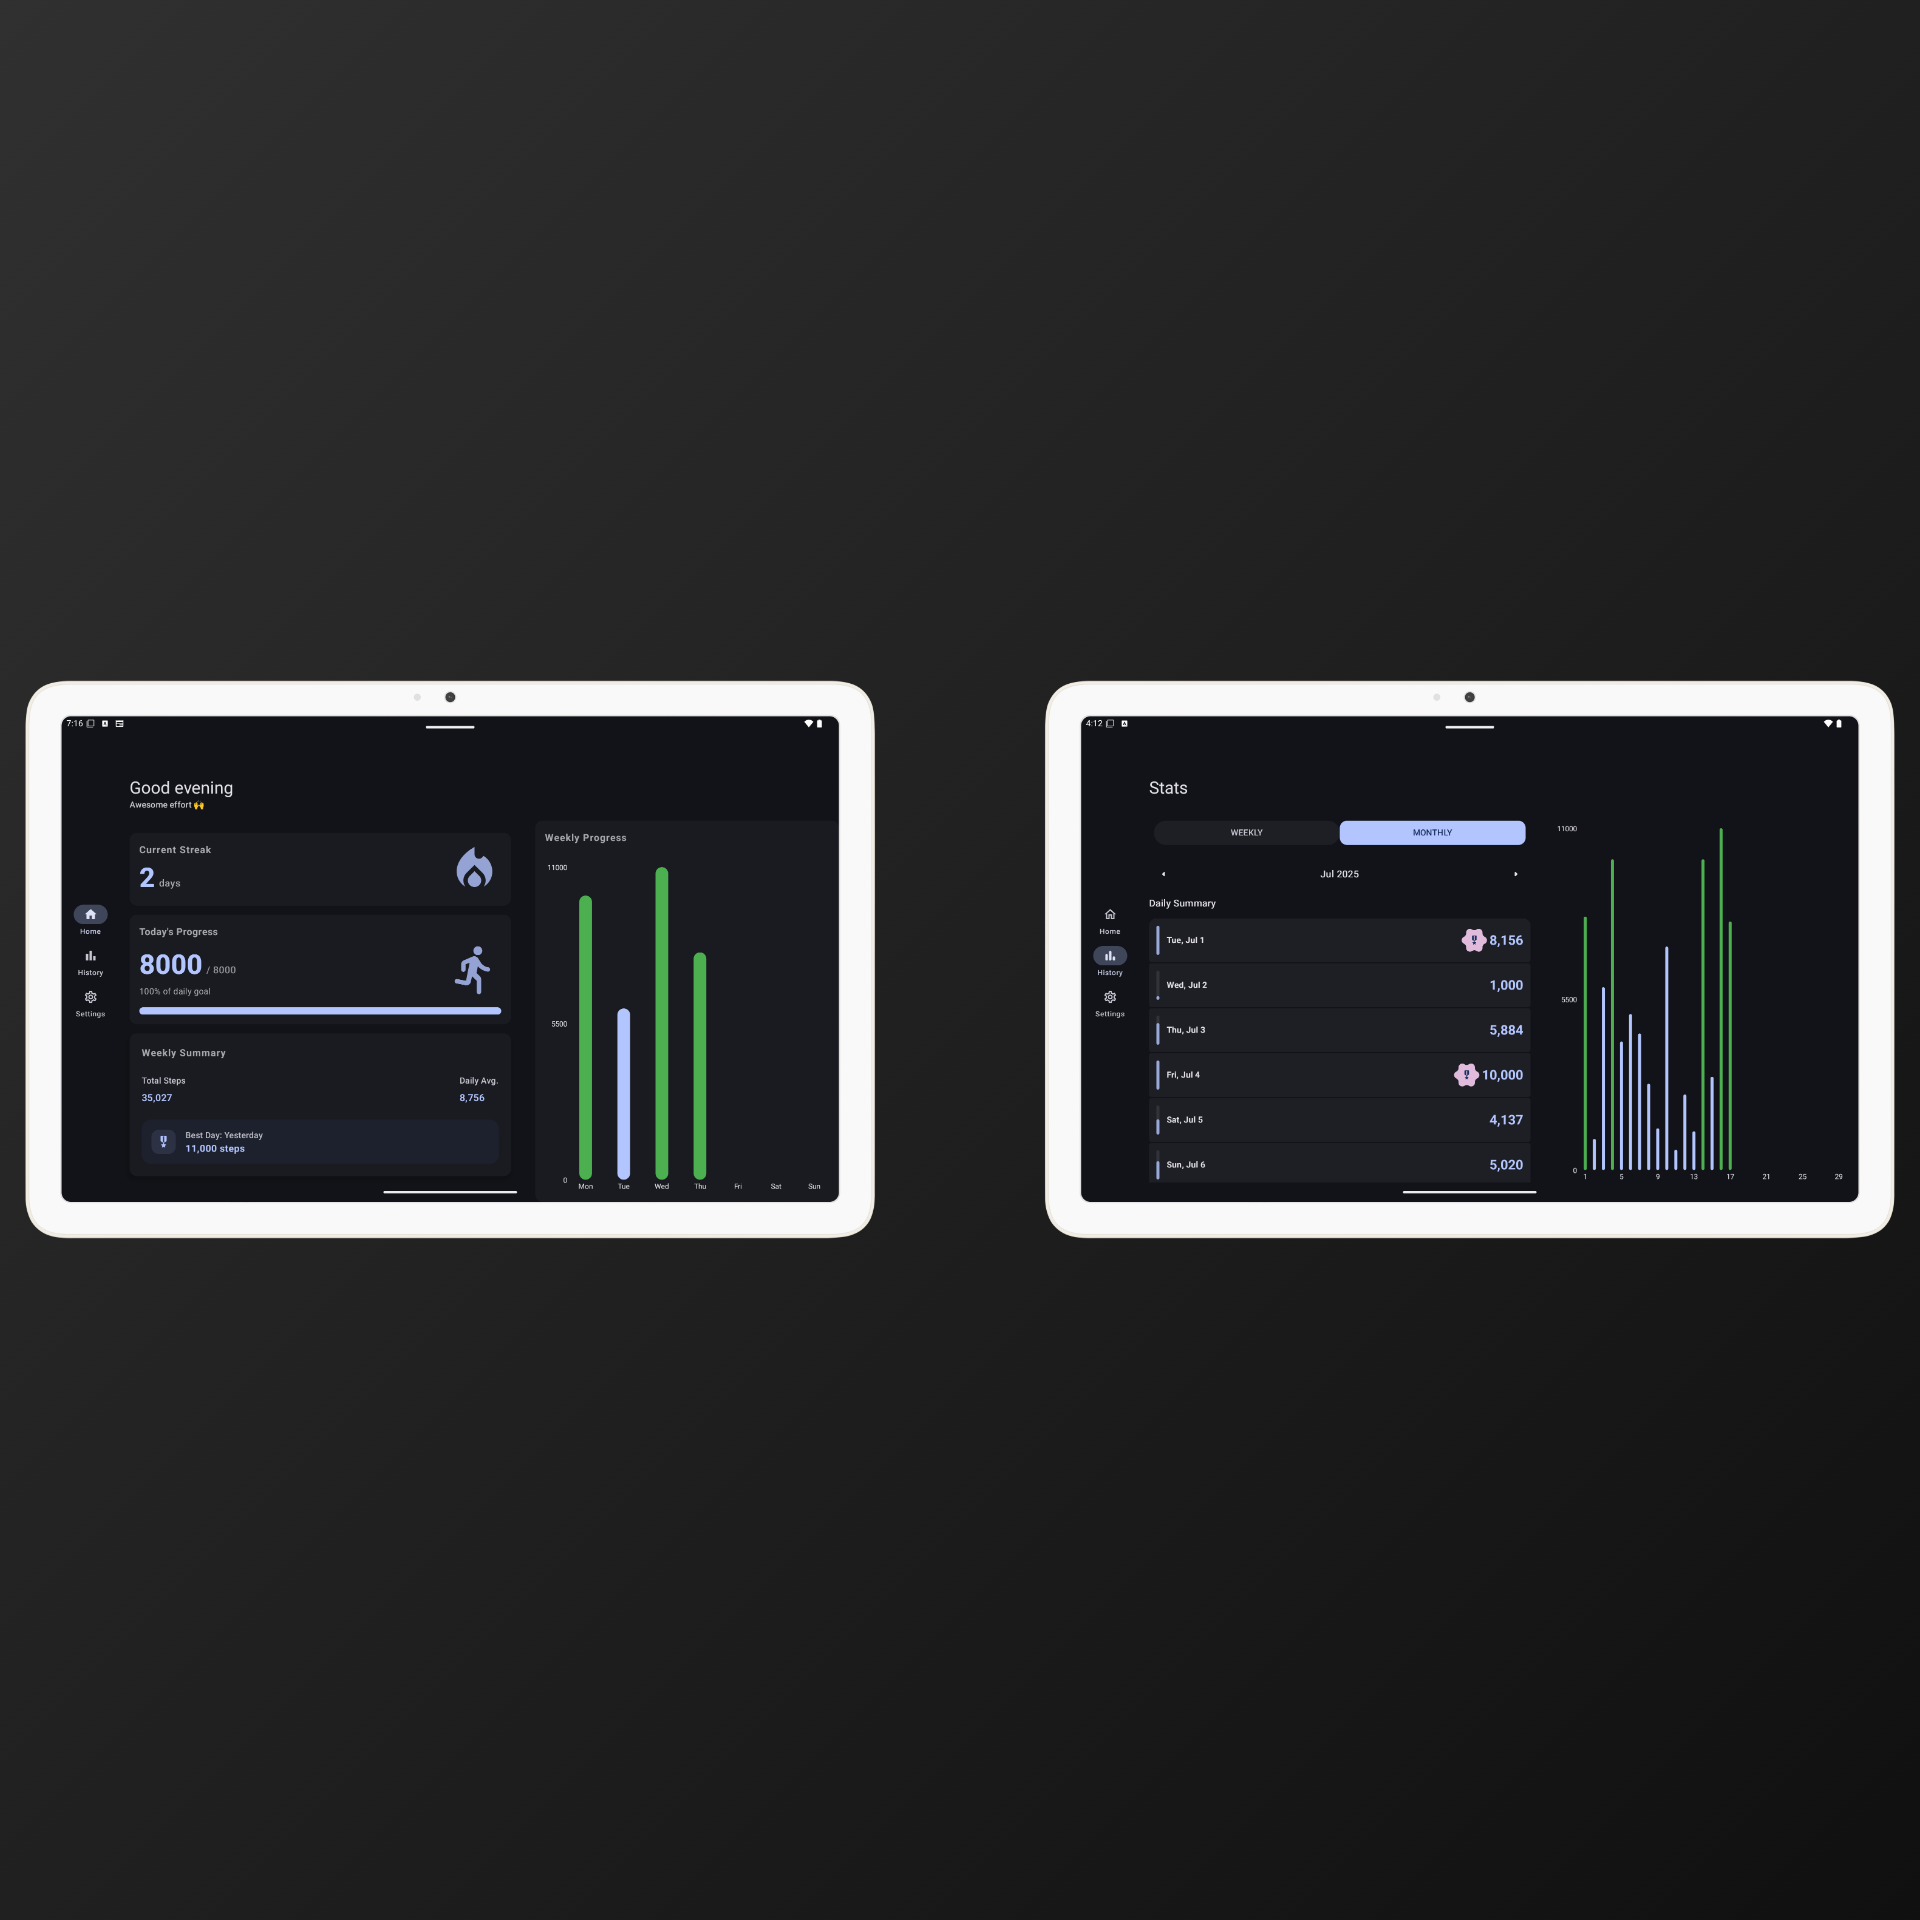 7:16
Good evening
Awesome effort 🙌
Current Streak
2 days
Today's Progress
8000 / 8000
100% of daily goal
Weekly Summary
Total Steps
Daily Avg.
35,027
8,756
Best Day: Yesterday
11,000 steps
Home
History
Settings
Weekly Progress
11000
5500
0
Mon Tue Wed Thu Fri Sat Sun
4:12
Stats
WEEKLY
MONTHLY
Jul 2025
Daily Summary
Tue, Jul 1 8,156
Wed, Jul 2 1,000
Thu, Jul 3 5,884
Fri, Jul 4 10,000
Sat, Jul 5 4,137
Sun, Jul 6 5,020
Home
History
Settings
11000
5500
0
1 5 9 13 17 21 25 29